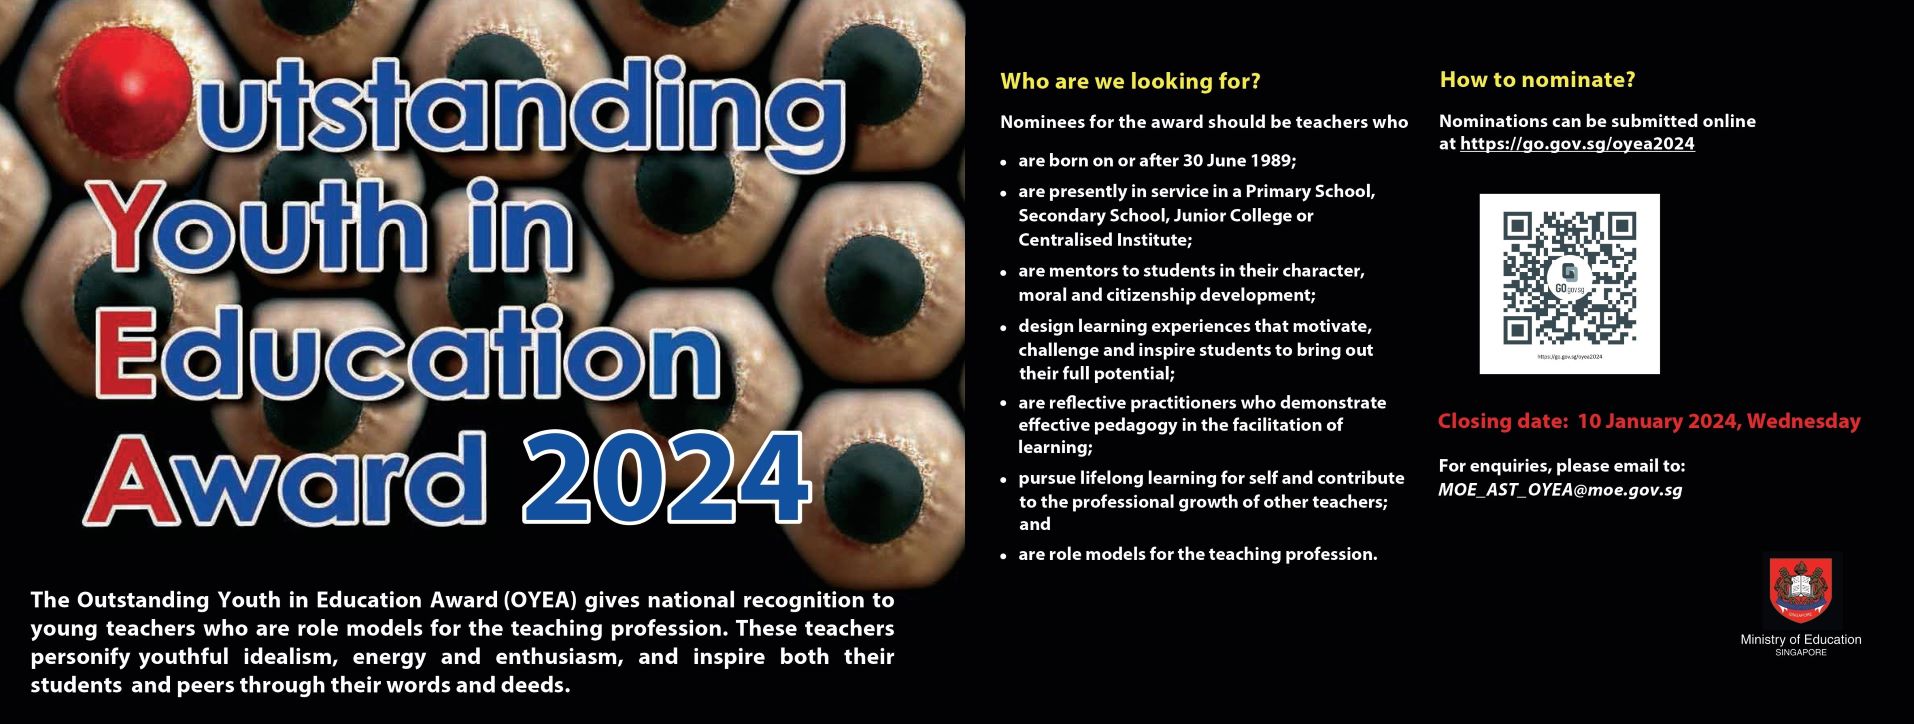 Outstanding
Youth in
Education
Award 2024
The Outstanding Youth in Education Award (OYEA) gives national recognition to
young teachers who are role models for the teaching profession. These teachers
personify youthful idealism, energy and enthusiasm, and inspire both their
students and peers through their words and deeds.
Who are we looking for?
Nominees for the award should be teachers who
• are born on or after 30 June 1989;
• are presently in service in a Primary School,
Secondary School, Junior College or
Centralised Institute;
• are mentors to students in their character,
moral and citizenship development;
• design learning experiences that motivate,
challenge and inspire students to bring out
their full potential;
• are reflective practitioners who demonstrate
effective pedagogy in the facilitation of
learning;
• pursue lifelong learning for self and contribute
to the professional growth of other teachers;
and
• are role models for the teaching profession.
How to nominate?
Nominations can be submitted online
at https://go.gov.sg/oyea2024
GO.gov.sg
https://go.gov.sg/oyea2024
Closing date: 10 January 2024, Wednesday
For enquiries, please email to:
MOE_AST_OYEA@moe.gov.sg
Ministry of Education
SINGAPORE